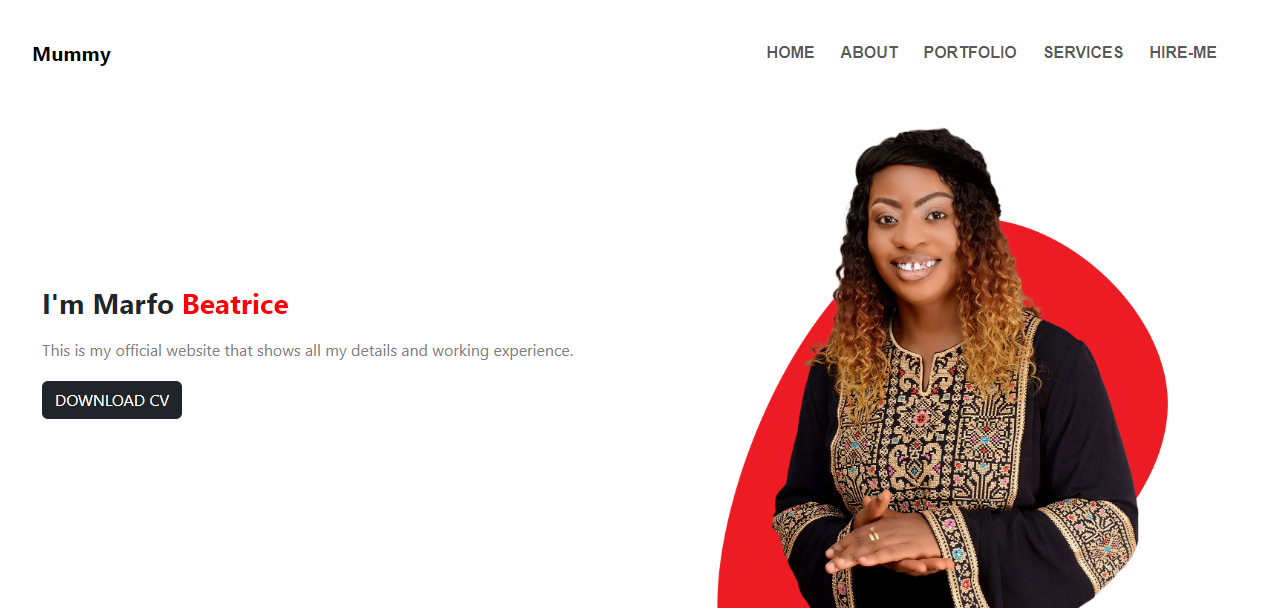 Mummy
HOME ABOUT PORTFOLIO SERVICES HIRE-ME
I'm Marfo Beatrice
This is my official website that shows all my details and working experience.
DOWNLOAD CV